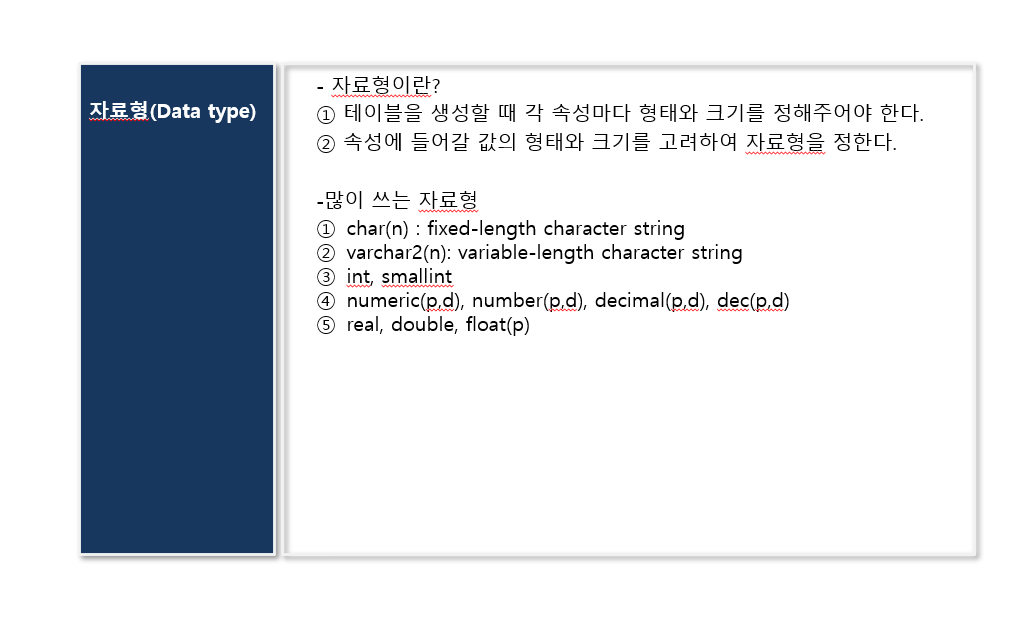 자료형(Data type)
- 자료형이란?
① 테이블을 생성할 때 각 속성마다 형태와 크기를 정해주어야 한다.
② 속성에 들어갈 값의 형태와 크기를 고려하여 자료형을 정한다.
-많이 쓰는 자료형
① char(n) : fixed-length character string
② varchar2(n): variable-length character string
③ int, smallint
④ numeric(p,d), number(p,d), decimal(p,d), dec(p,d)
⑤ real, double, float(p)